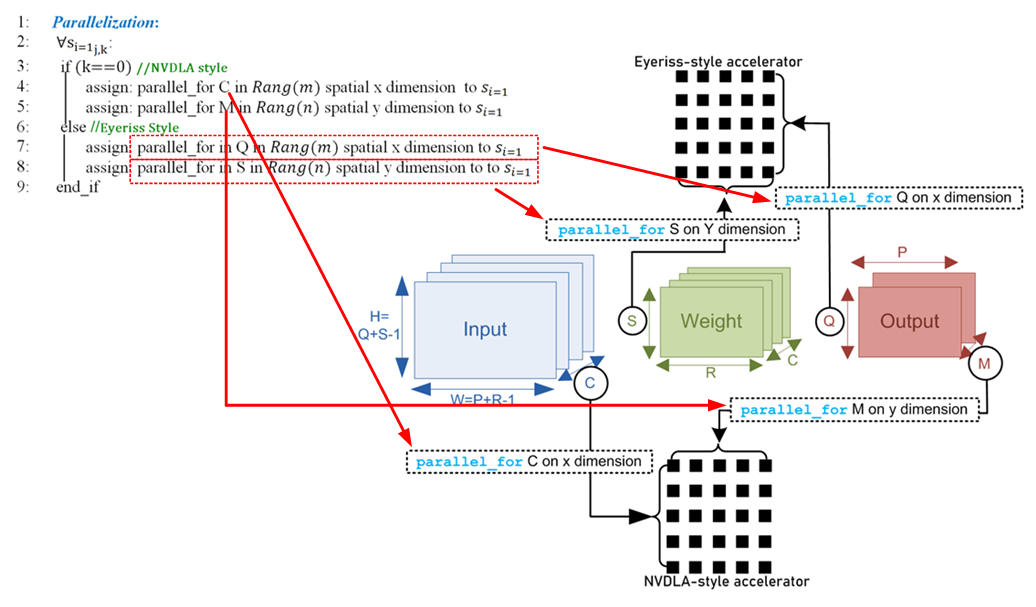 1: Parallelization:
2: ∀s_{i=1_{j,k}}:
3: if (k==0) //NVDLA style
4: assign: parallel_for C in Rang(m) spatial x dimension to s_{i=1}
5: assign: parallel_for M in Rang(n) spatial y dimension to s_{i=1}
6: else //Eyeriss Style
7: assign: parallel_for in Q in Rang(m) spatial x dimension to s_{i=1}
8: assign: parallel_for in S in Rang(n) spatial y dimension to to s_{i=1}
9: end_if
Eyeriss-style accelerator
parallel_for Q on x dimension
parallel_for S on Y dimension
P
H=
Q+S-1
Input
S
Weight
Q
Output
R
C
M
C
W=P+R-1
parallel_for M on y dimension
parallel_for C on x dimension
NVDLA-style accelerator